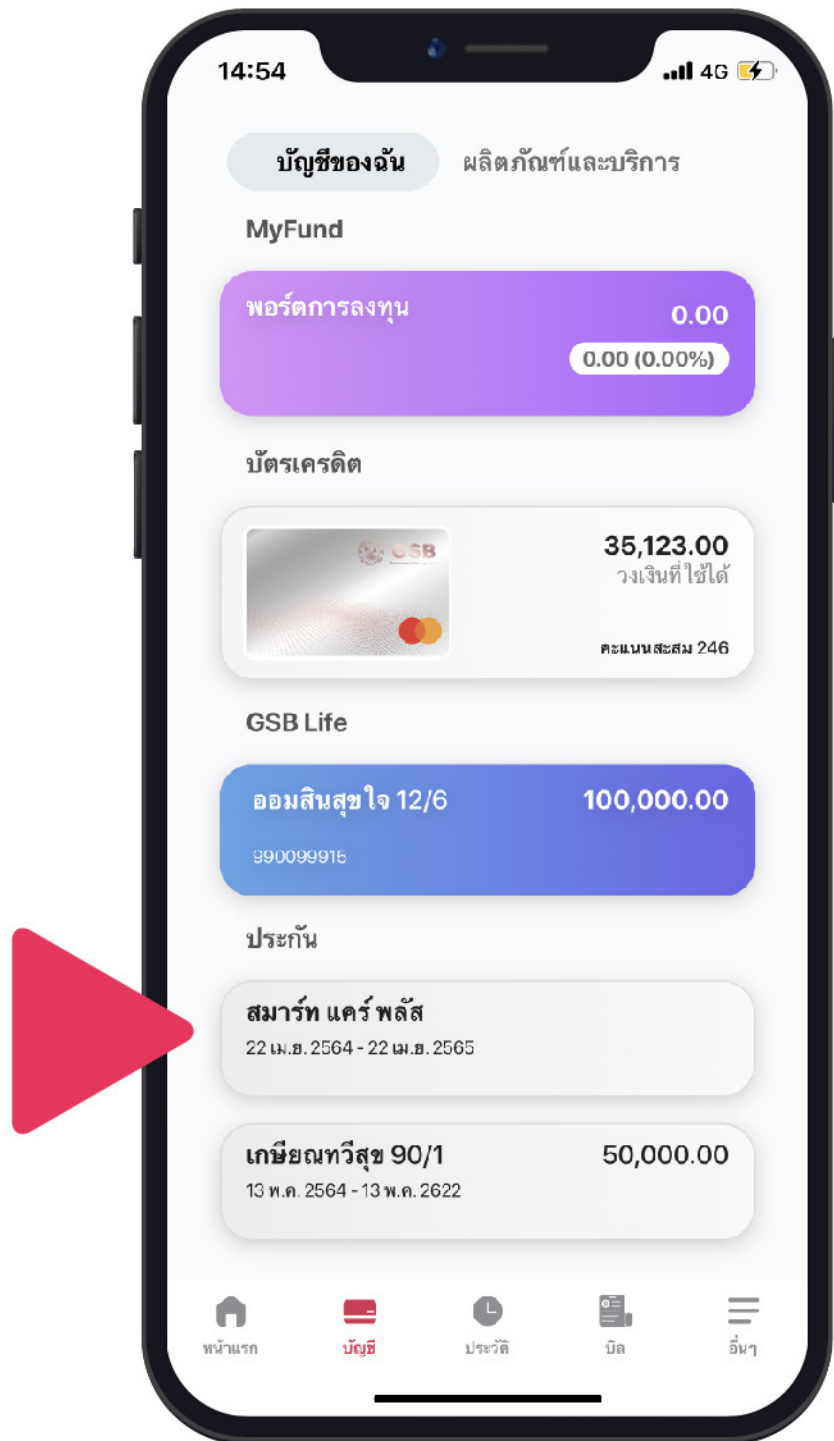 14:54
4G
บัญชีของฉัน ผลิตภัณฑ์และบริการ
MyFund
พอร์ตการลงทุน 0.00
0.00 (0.00%)
บัตรเครดิต
GSB 35,123.00
วงเงินที่ใช้ได้
คะแนนสะสม 246
GSB Life
ออมสินสุขใจ 12/6 100,000.00
990099915
ประกัน
สมาร์ท แคร์ พลัส
22 เม.ย. 2564 - 22 เม.ย. 2565
เกษียณทวีสุข 90/1 50,000.00
13 พ.ค. 2564 - 13 พ.ค. 2622
หน้าแรก บัญชี ประวัติ บิล อื่นๆ